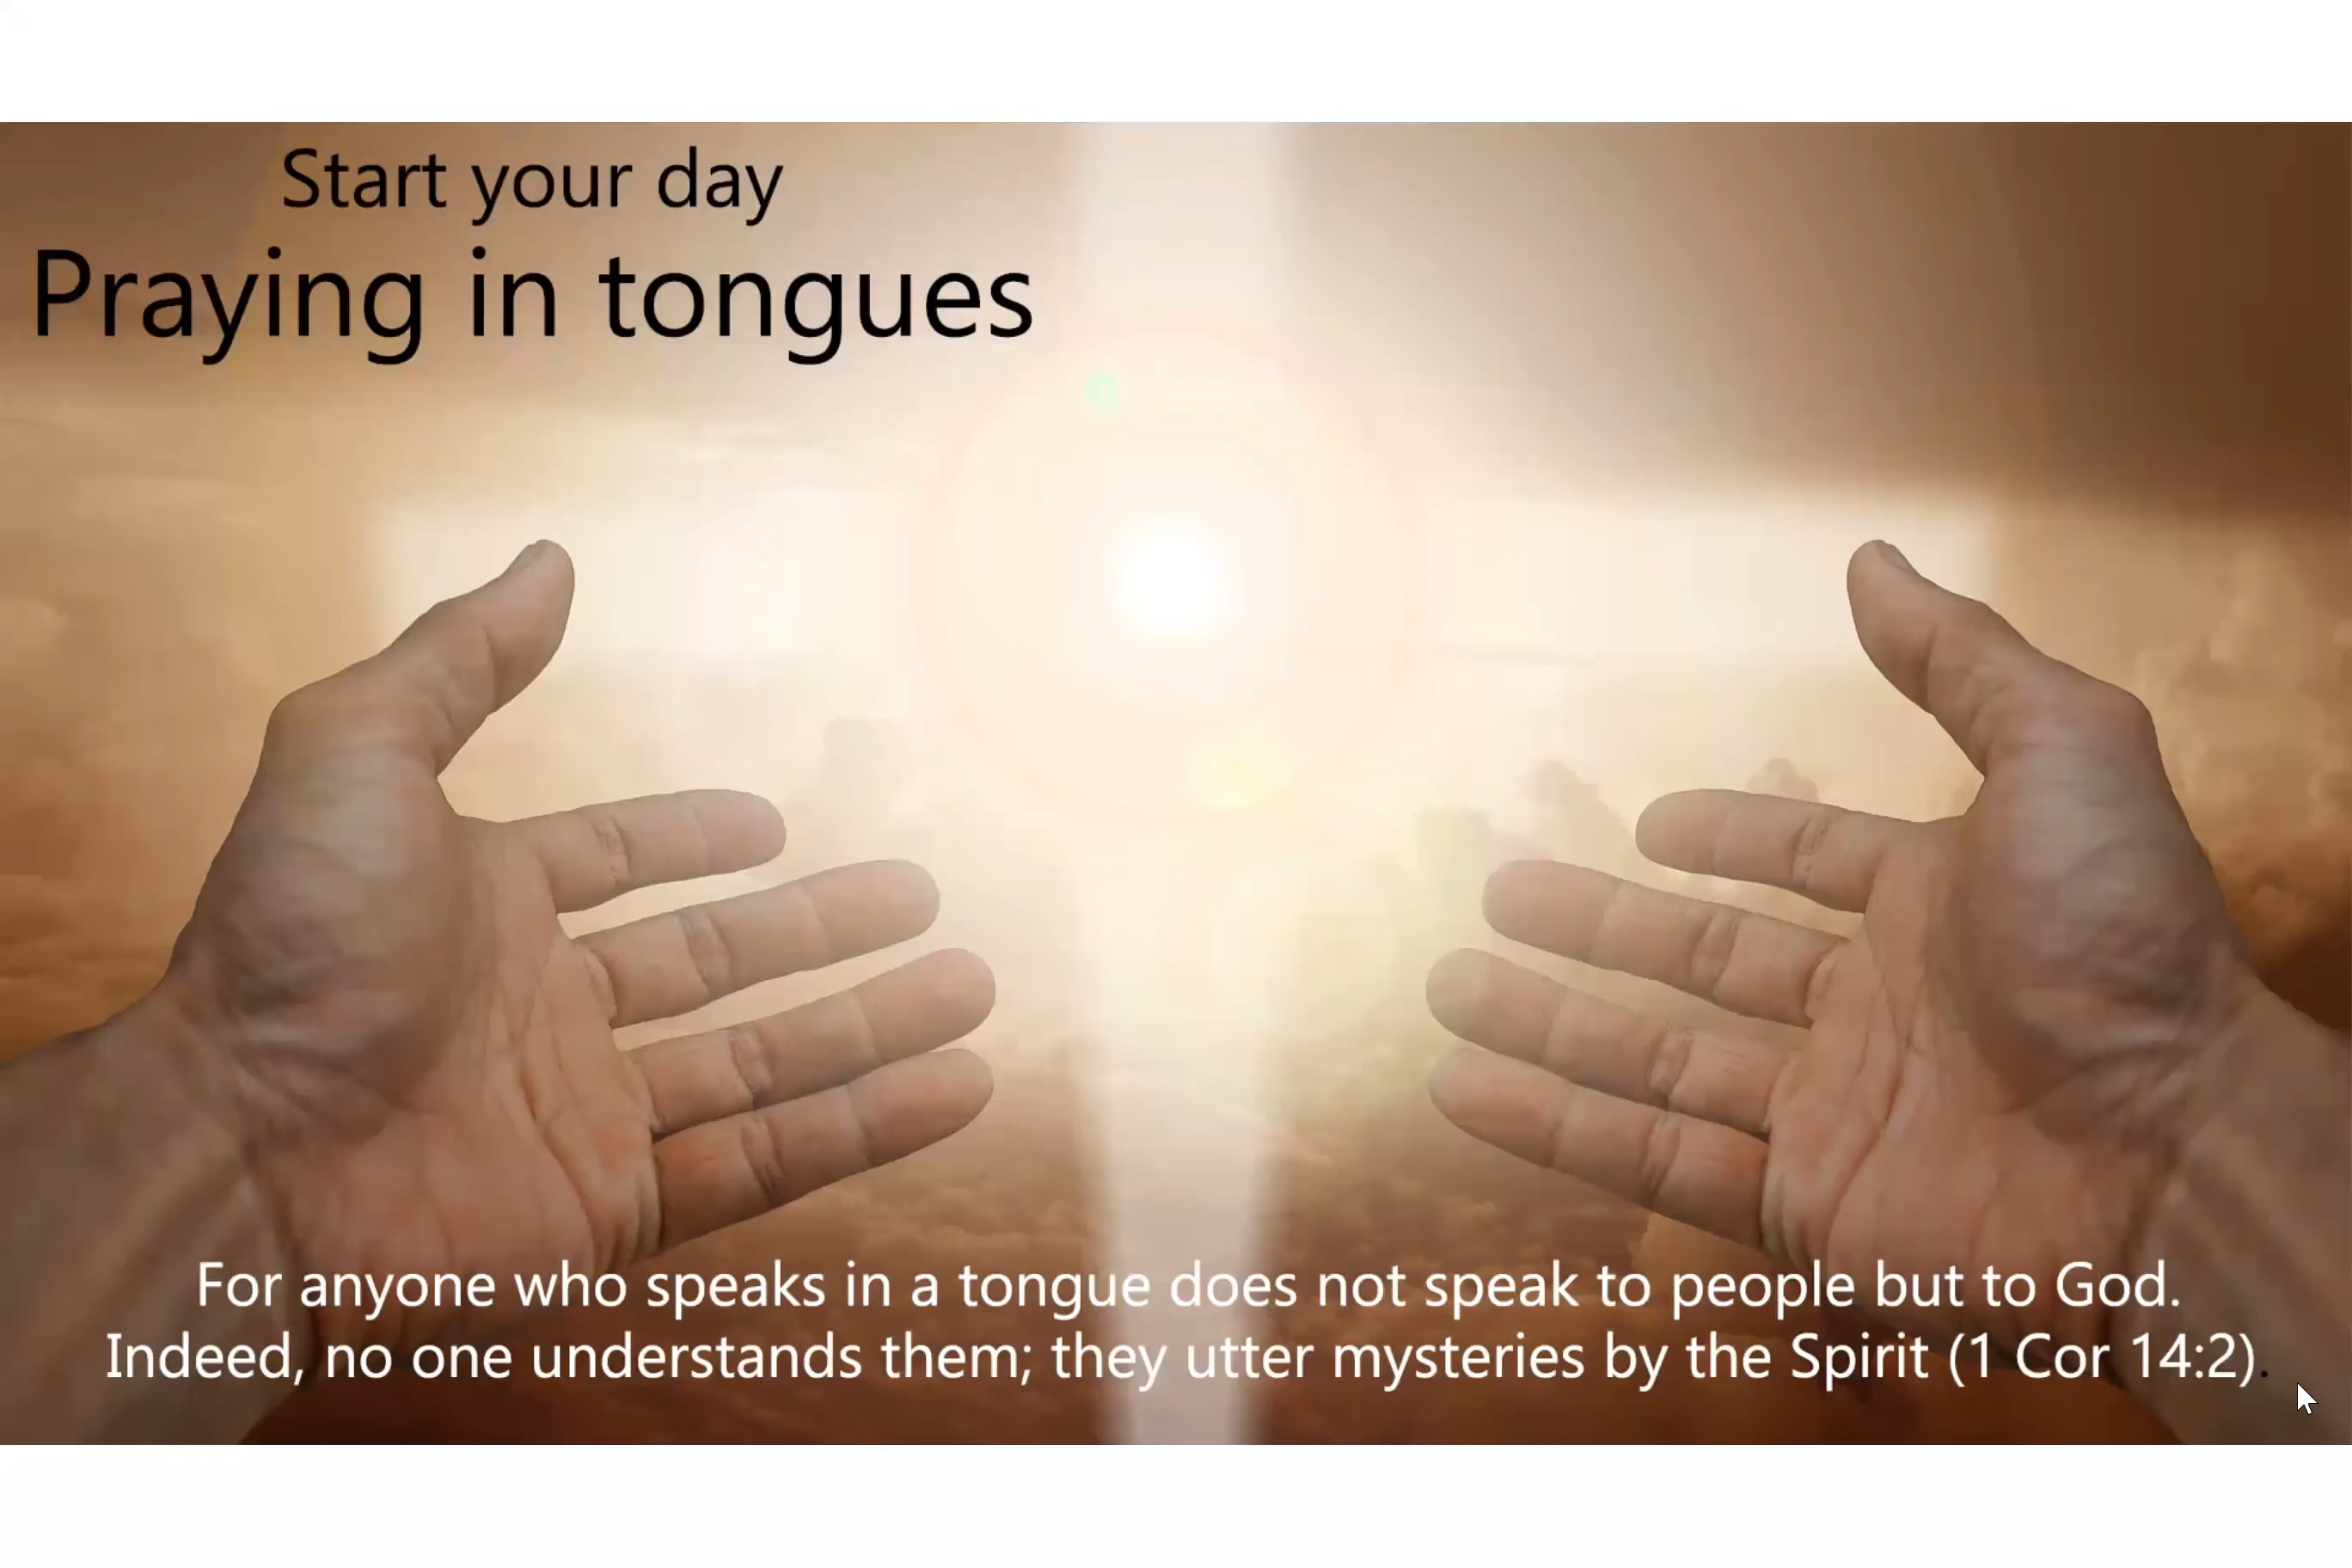 Start your day
Praying in tongues
For anyone who speaks in a tongue does not speak to people but to God.
Indeed, no one understands them; they utter mysteries by the Spirit (1 Cor 14:2).